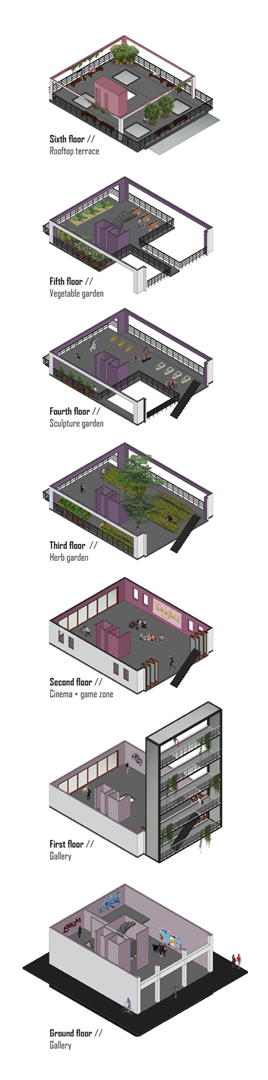 Sixth floor //
Rooftop terrace
Fifth floor //
Vegetable garden
Fourth floor //
Sculpture garden
Third floor //
Herb garden
Second floor //
Cinema + game zone
First floor //
Gallery
Ground floor //
Gallery